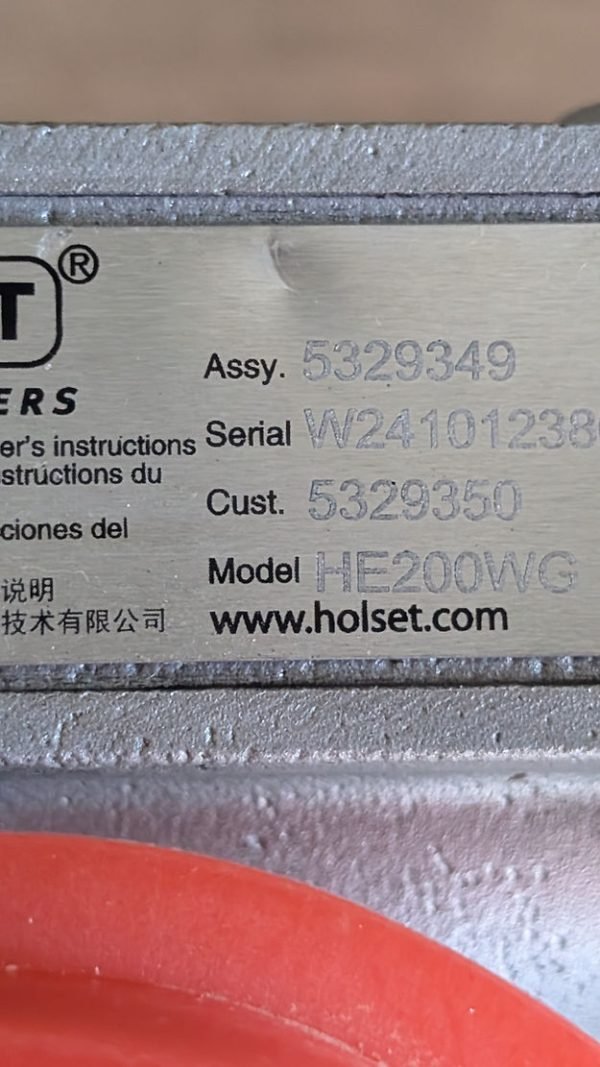 T®
ERS
er's instructions
structions du
ciones del
说明
技术有限公司
Assy. 5329349
Serial W24101238
Cust. 5329350
Model HE200WG
www.holset.com